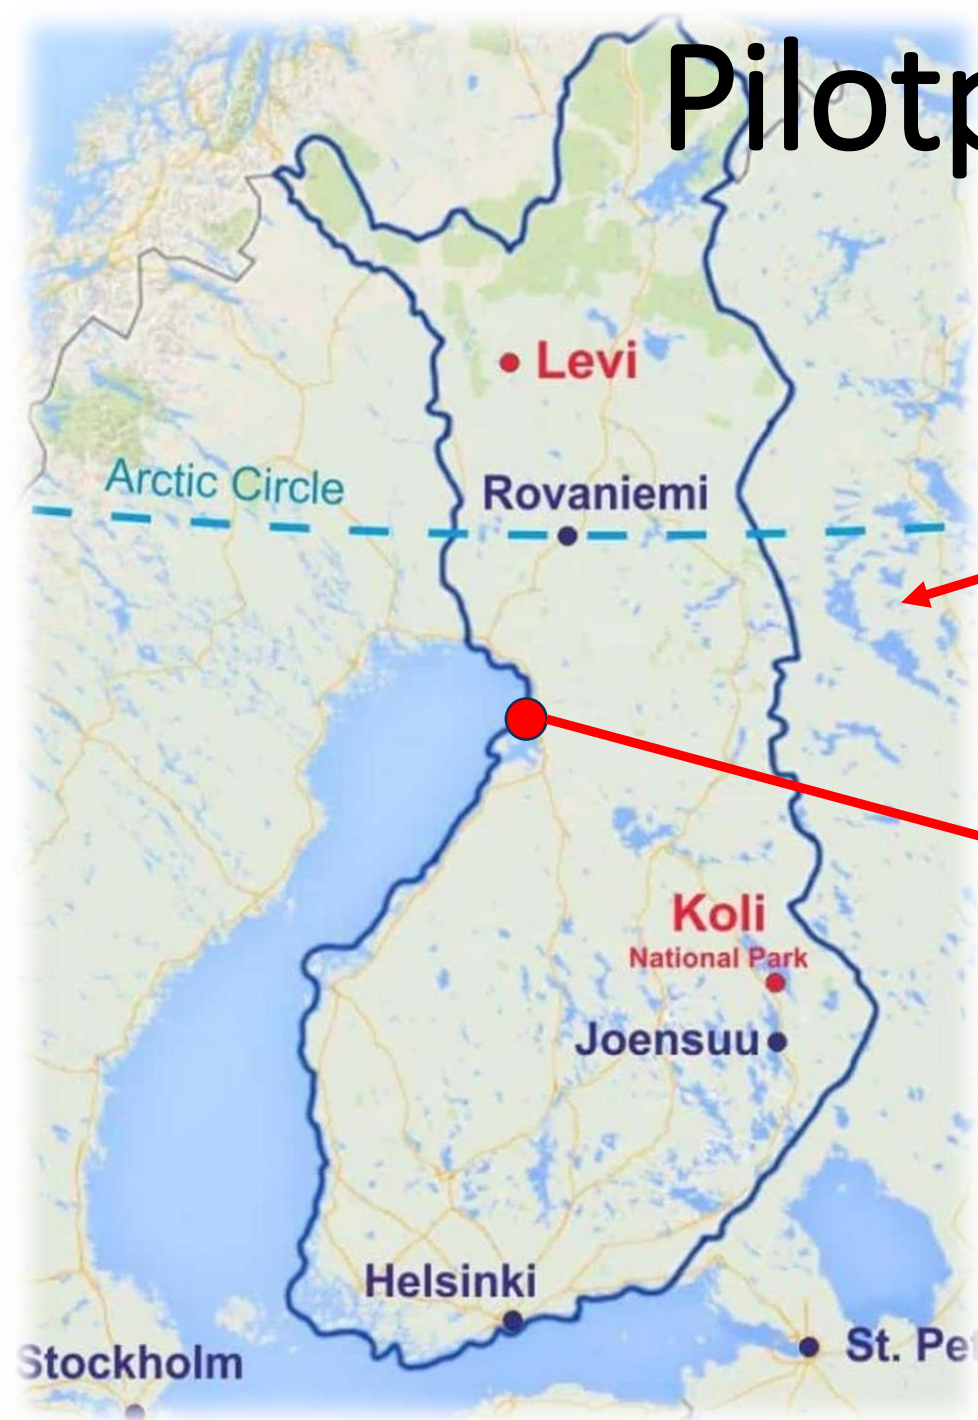 Pilotp
Levi
Arctic Circle
Rovaniemi
Koli
National Park
Joensuu
Helsinki
Stockholm
St. Pe